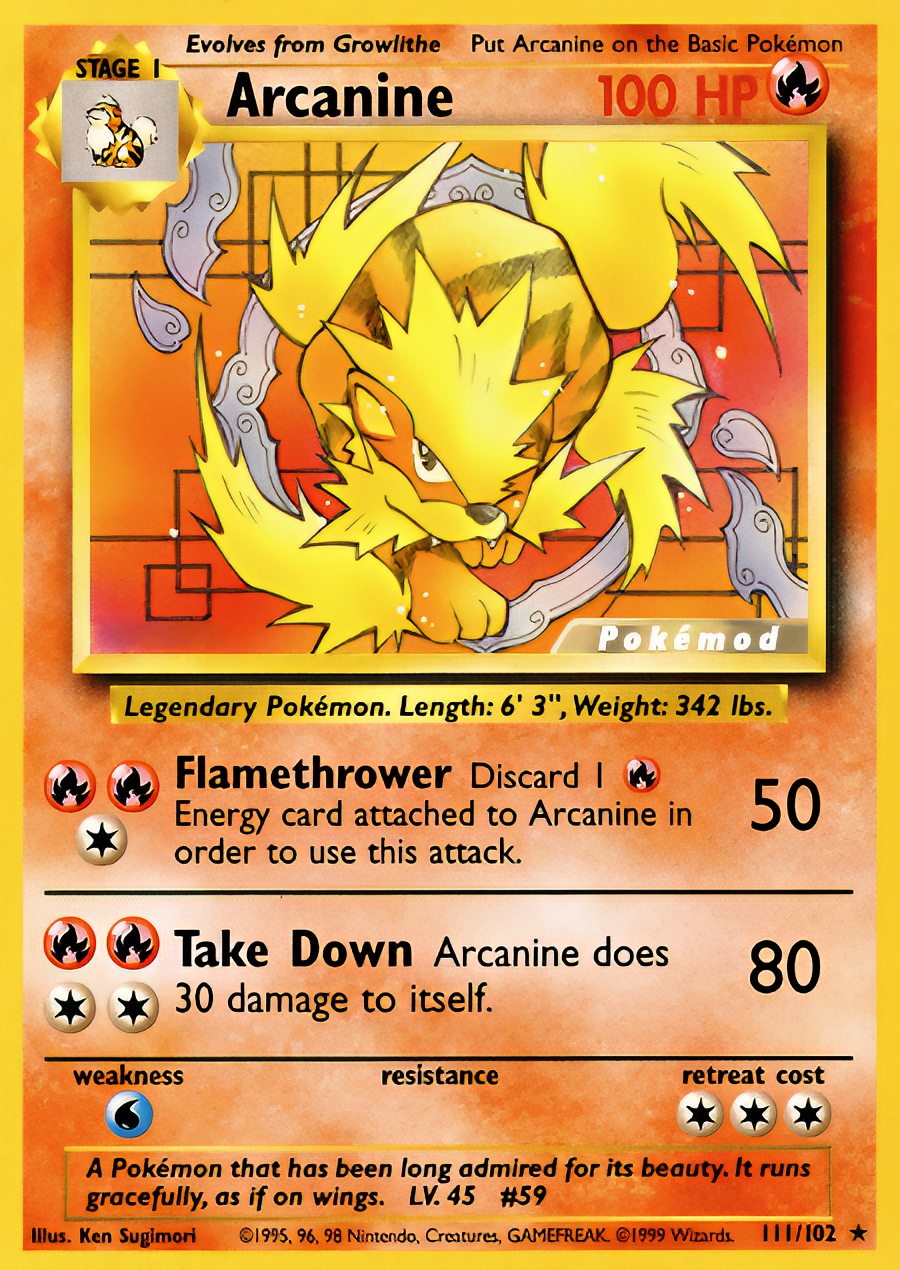 Evolves from Growlithe Put Arcanine on the Basic Pokémon
STAGE 1
Arcanine 100 HP
Pokémod
Legendary Pokémon. Length: 6' 3", Weight: 342 lbs.
Flamethrower Discard 1
Energy card attached to Arcanine in
order to use this attack.
50
Take Down Arcanine does
30 damage to itself.
80
weakness resistance retreat cost
A Pokémon that has been long admired for its beauty. It runs
gracefully, as if on wings. LV. 45 #59
Illus. Ken Sugimori ©1995, 96, 98 Nintendo, Creatures, GAMEFREAK. ©1999 Wizards. 111/102 ★